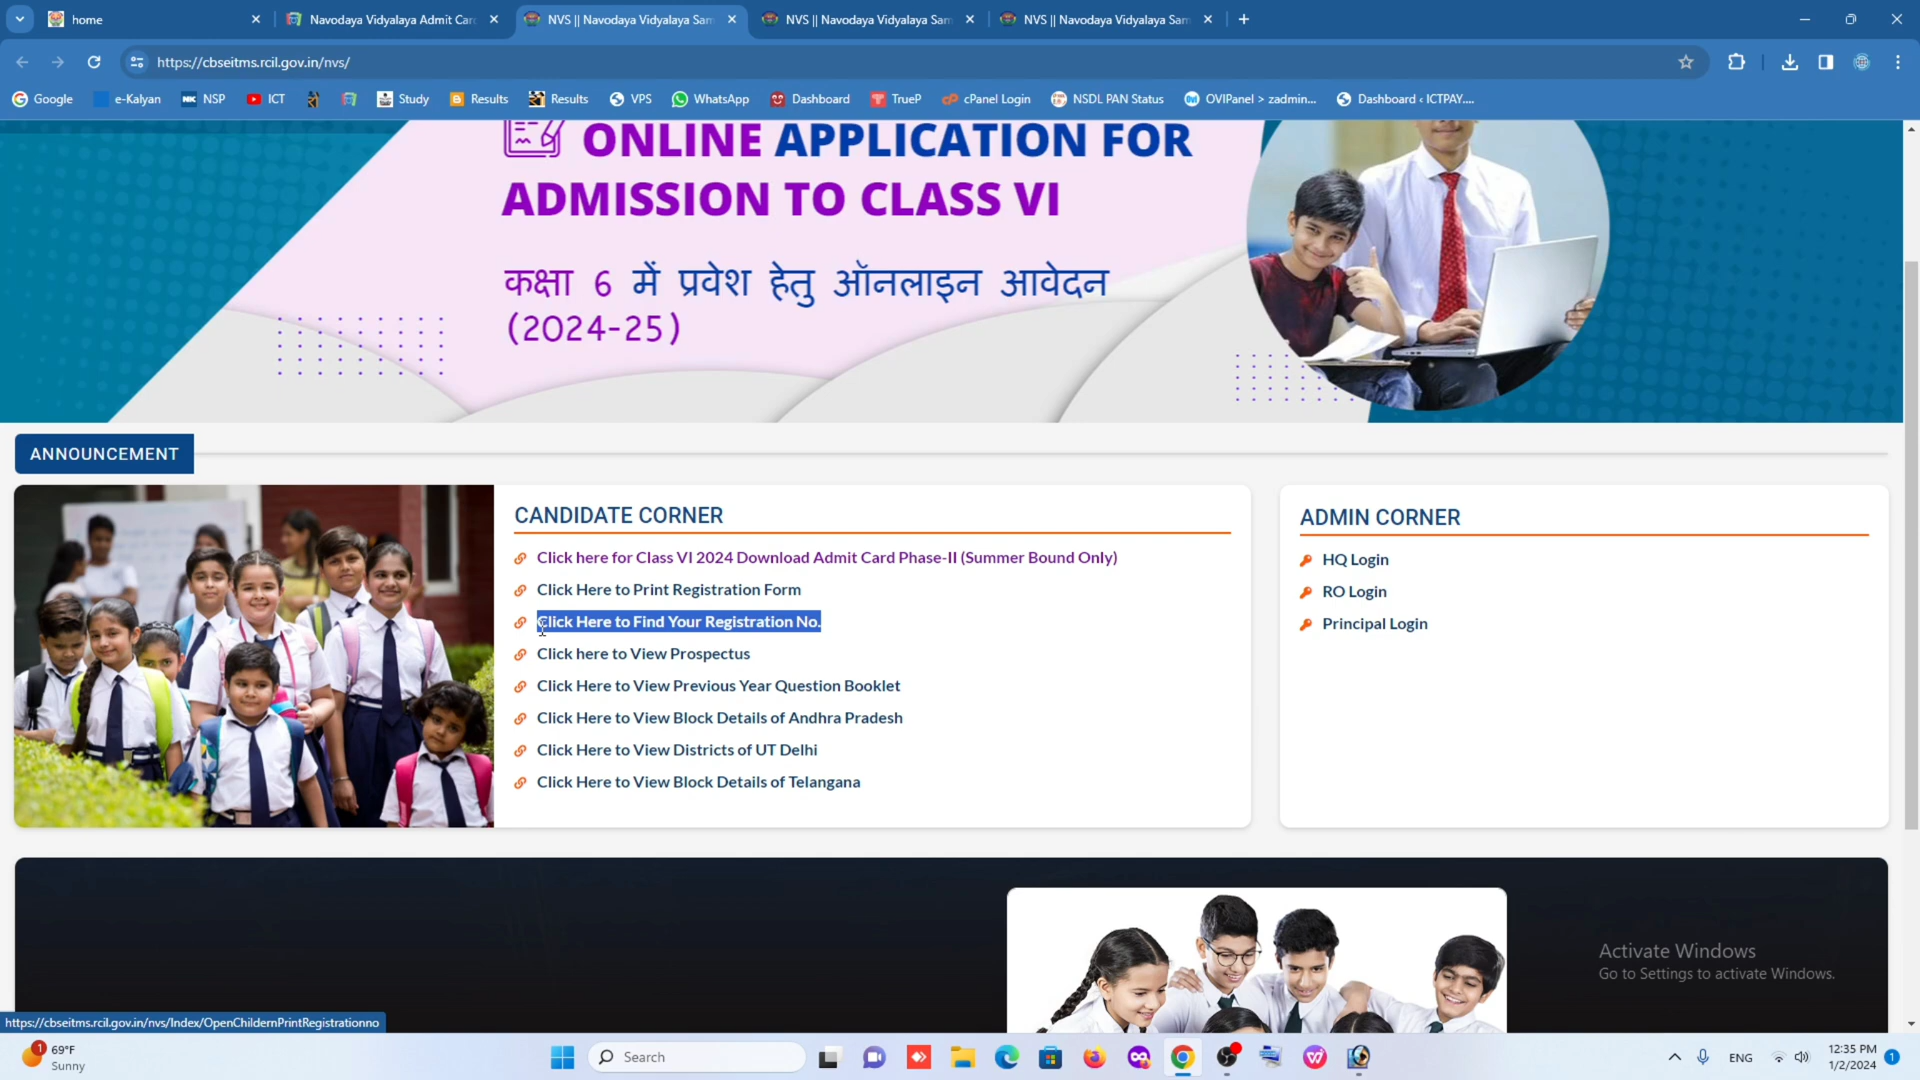 home
Navodaya Vidyalaya Admit Car
NVS || Navodaya Vidyalaya Sam
NVS || Navodaya Vidyalaya Sam
NVS || Navodaya Vidyalaya Sam
https://cbseitms.rcil.gov.in/nvs/
Google
e-Kalyan
NK NSP
ICT
Study
Results
Results
VPS
WhatsApp
Dashboard
TrueP
cPanel Login
NSDL PAN Status
OVIPanel > zadmin...
Dashboard ‹ ICTPAY....
ONLINE APPLICATION FOR
ADMISSION TO CLASS VI
कक्षा 6 में प्रवेश हेतु ऑनलाइन आवेदन
(2024-25)
ANNOUNCEMENT
CANDIDATE CORNER
Click here for Class VI 2024 Download Admit Card Phase-II (Summer Bound Only)
Click Here to Print Registration Form
Click Here to Find Your Registration No.
Click here to View Prospectus
Click Here to View Previous Year Question Booklet
Click Here to View Block Details of Andhra Pradesh
Click Here to View Districts of UT Delhi
Click Here to View Block Details of Telangana
ADMIN CORNER
HQ Login
RO Login
Principal Login
Activate Windows
Go to Settings to activate Windows.
https://cbseitms.rcil.gov.in/nvs/Index/OpenChildernPrintRegistrationno
1
69°F
Sunny
Search
ENG
12:35 PM
1/2/2024
1